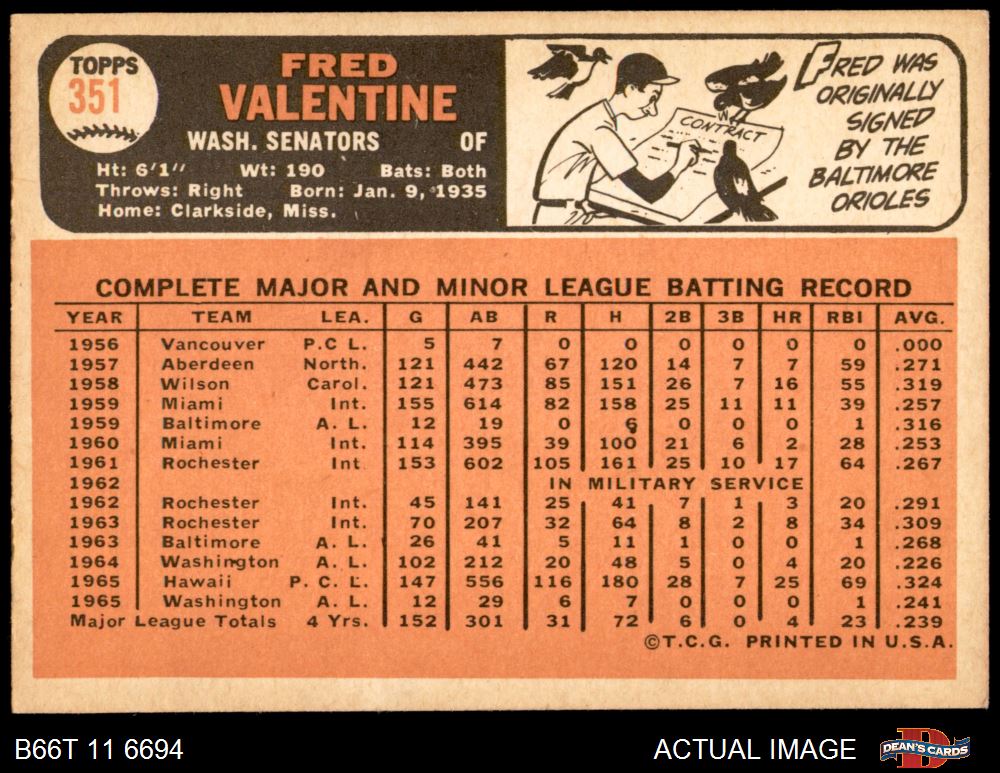 TOPPS
351
FRED
VALENTINE
WASH. SENATORS OF
Ht: 6'1" Wt: 190 Bats: Both
Throws: Right Born: Jan. 9, 1935
Home: Clarkside, Miss.
CONTRACT
FRED WAS
ORIGINALLY
SIGNED
BY THE
BALTIMORE
ORIOLES
COMPLETE MAJOR AND MINOR LEAGUE BATTING RECORD
YEAR TEAM LEA. G AB R H 2B 3B HR RBI AVG.
1956 Vancouver P.C L. 5 7 0 0 0 0 0 0 .000
1957 Aberdeen North. 121 442 67 120 14 7 7 59 .271
1958 Wilson Carol. 121 473 85 151 26 7 16 55 .319
1959 Miami Int. 155 614 82 158 25 11 11 39 .257
1959 Baltimore A. L. 12 19 0 6 0 0 0 1 .316
1960 Miami Int. 114 395 39 100 21 6 2 28 .253
1961 Rochester Int 153 602 105 161 25 10 17 64 .267
1962 IN MILITARY SERVICE
1962 Rochester Int. 45 141 25 41 7 1 3 20 .291
1963 Rochester Int. 70 207 32 64 8 2 8 34 .309
1963 Baltimore A. L. 26 41 5 11 1 0 0 1 .268
1964 Washington A. L. 102 212 20 48 5 0 4 20 .226
1965 Hawaii P. C. L. 147 556 116 180 28 7 25 69 .324
1965 Washington A. L. 12 29 6 7 0 0 0 1 .241
Major League Totals 4 Yrs. 152 301 31 72 6 0 4 23 .239
©T.C.G. PRINTED IN U.S.A.
B66T 11 6694 ACTUAL IMAGE DEAN'S CARDS